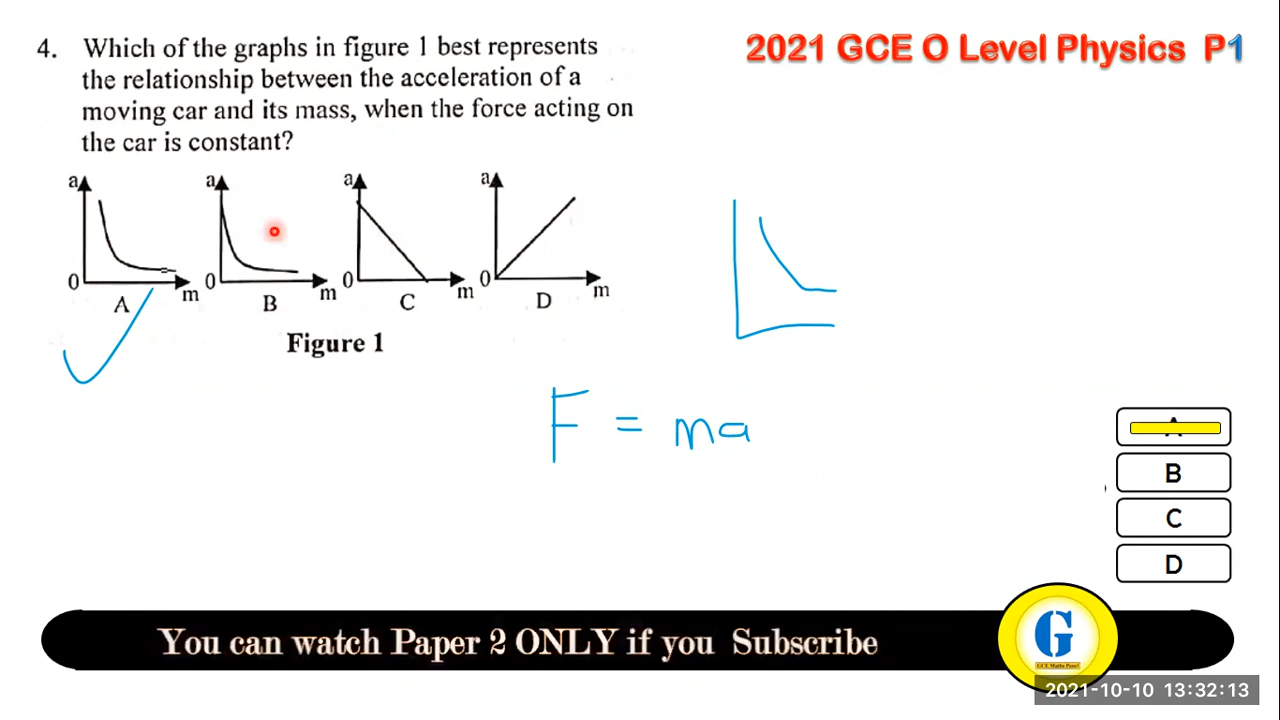 4. Which of the graphs in figure 1 best represents
the relationship between the acceleration of a
moving car and its mass, when the force acting on
the car is constant?
2021 GCE O Level Physics P1
a a a a
0 0 0 0
m m m m
A B C D
Figure 1
F = ma
A
B
C
D
You can watch Paper 2 ONLY if you Subscribe
G
GCE Maths Panel
2021-10-10 13:32:13